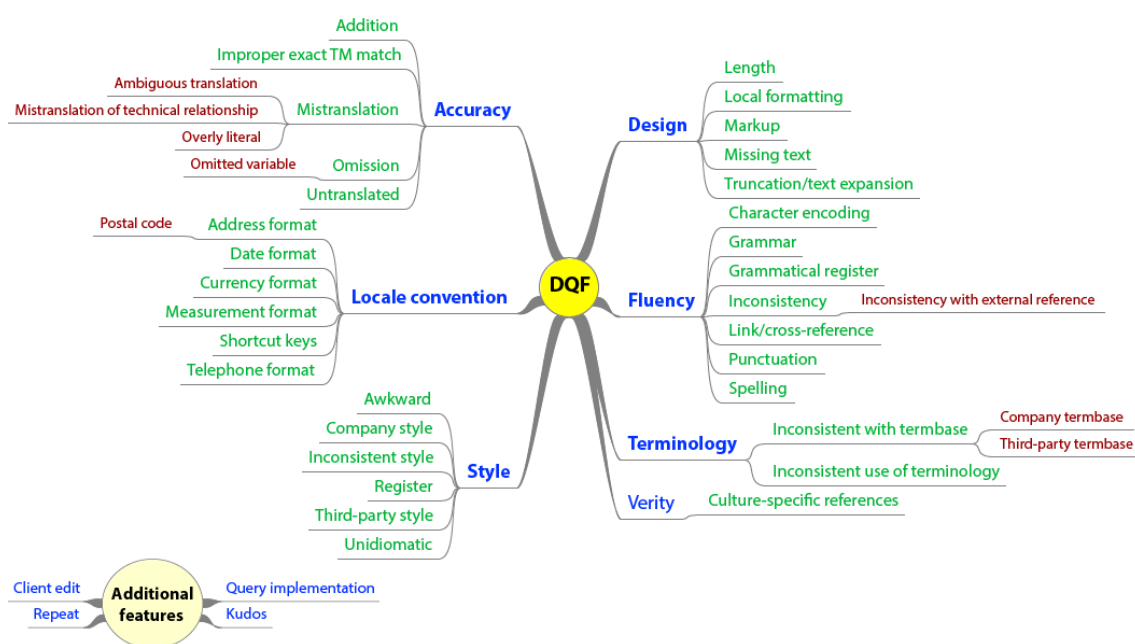 DQF
Accuracy
Addition
Improper exact TM match
Mistranslation
Ambiguous translation
Mistranslation of technical relationship
Overly literal
Omission
Omitted variable
Untranslated
Locale convention
Address format
Postal code
Date format
Currency format
Measurement format
Shortcut keys
Telephone format
Style
Awkward
Company style
Inconsistent style
Register
Third-party style
Unidiomatic
Design
Length
Local formatting
Markup
Missing text
Truncation/text expansion
Fluency
Character encoding
Grammar
Grammatical register
Inconsistency
Inconsistency with external reference
Link/cross-reference
Punctuation
Spelling
Terminology
Inconsistent with termbase
Company termbase
Third-party termbase
Inconsistent use of terminology
Verity
Culture-specific references
Additional
features
Client edit
Repeat
Query implementation
Kudos